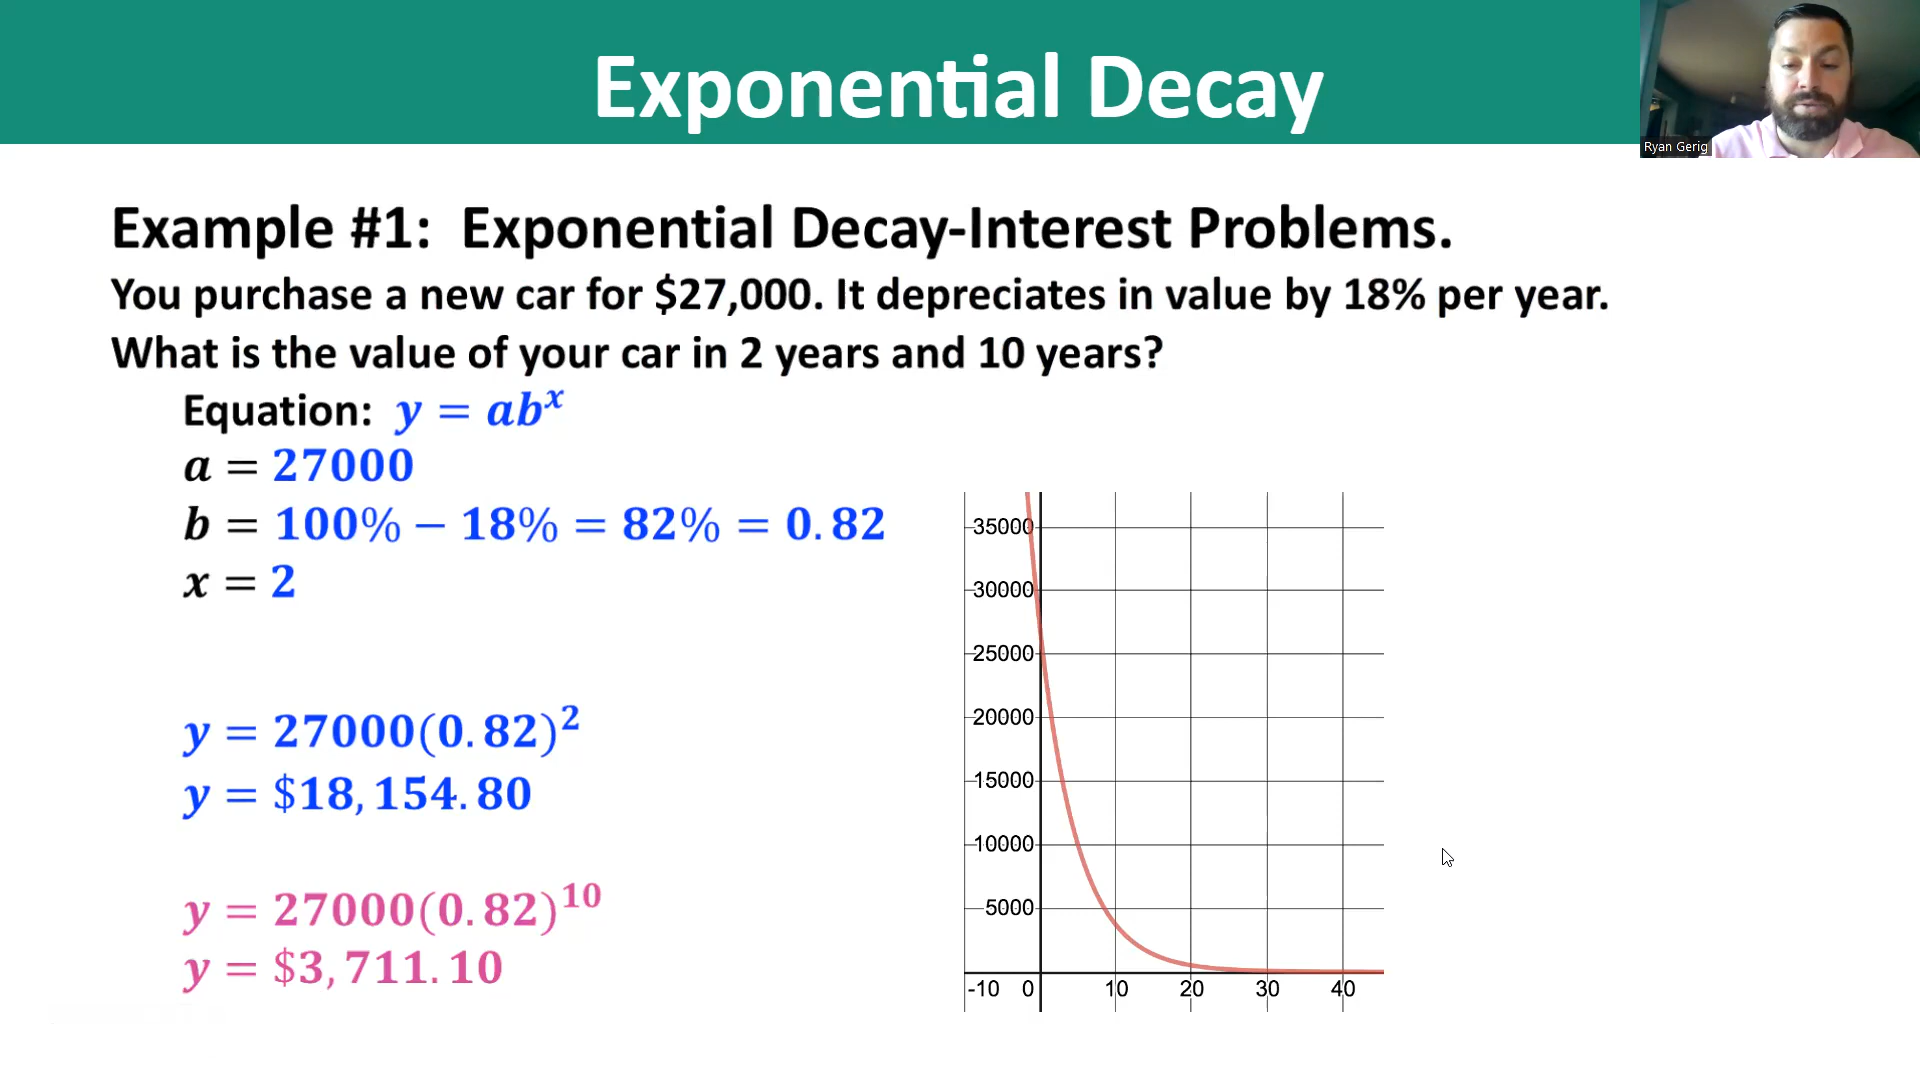 Exponential Decay
Ryan Gerig
Example #1:  Exponential Decay-Interest Problems.
You purchase a new car for $27,000. It depreciates in value by 18% per year.
What is the value of your car in 2 years and 10 years?
Equation:  y = abˣ
a = 27000
b = 100% − 18% = 82% = 0.82
x = 2
y = 27000(0.82)²
y = $18,154.80
y = 27000(0.82)¹⁰
y = $3,711.10
35000
30000
25000
20000
15000
10000
5000
-10 0 10 20 30 40